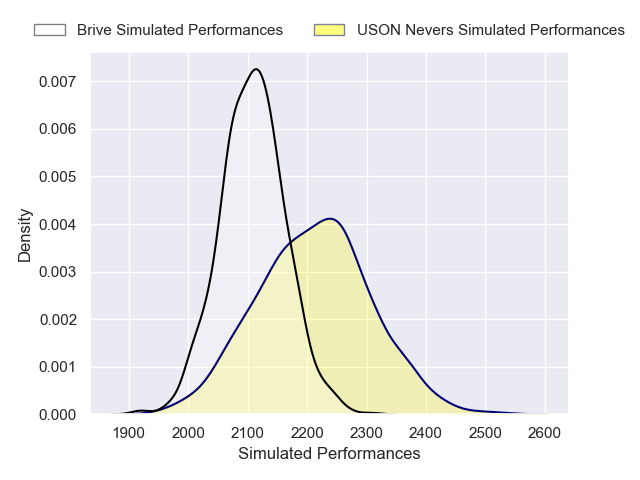 Brive Simulated Performances
USON Nevers Simulated Performances
0.007
0.006
0.005
0.004
0.003
0.002
0.001
0.000
Density
1900 2000 2100 2200 2300 2400 2500 2600
Simulated Performances